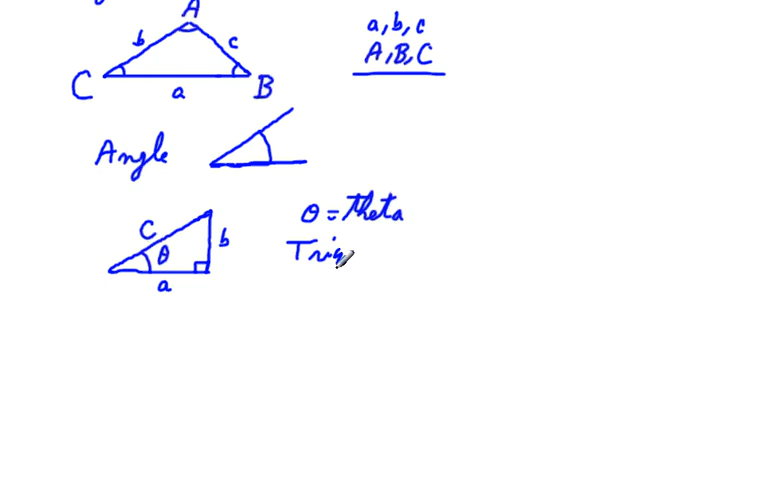 A
b
c
C
a
B
a, b, c
A, B, C
Angle
θ = theta
C
θ
b
a
Trig